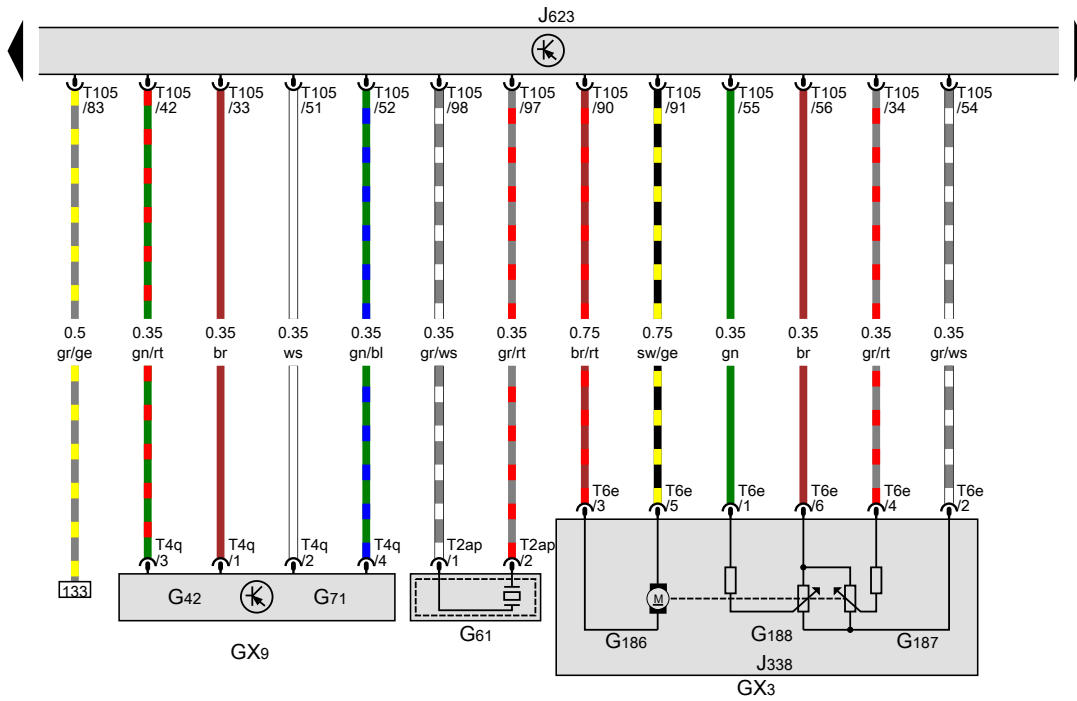 J623
T105 T105 T105 T105 T105 T105 T105 T105 T105 T105 T105 T105 T105
/83 /42 /33 /51 /52 /98 /97 /90 /91 /55 /56 /34 /54
0.5 0.35 0.35 0.35 0.35 0.35 0.35 0.75 0.75 0.35 0.35 0.35 0.35
gr/ge gn/rt br ws gn/bl gr/ws gr/rt br/rt sw/ge gn br gr/rt gr/ws
T6e T6e T6e T6e T6e T6e
/3 /5 /1 /6 /4 /2
T4q T4q T4q T4q T2ap T2ap
/3 /1 /2 /4 /1 /2
133
G42 G71
M
G61
G186 G188 G187
GX9
J338
GX3